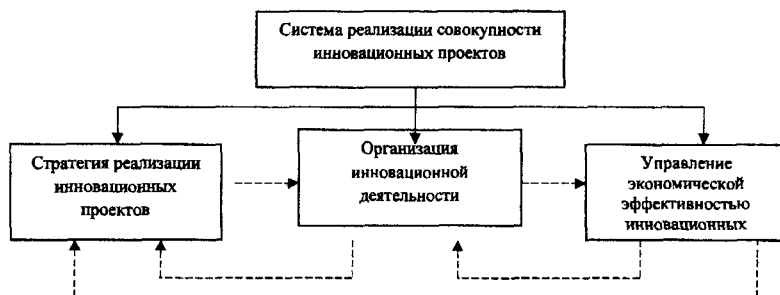 Система реализации совокупности
инновационных проектов
Стратегия реализации
инновационных
проектов
Организация
инновационной
деятельности
Управление
экономической
эффективностью
инновационных